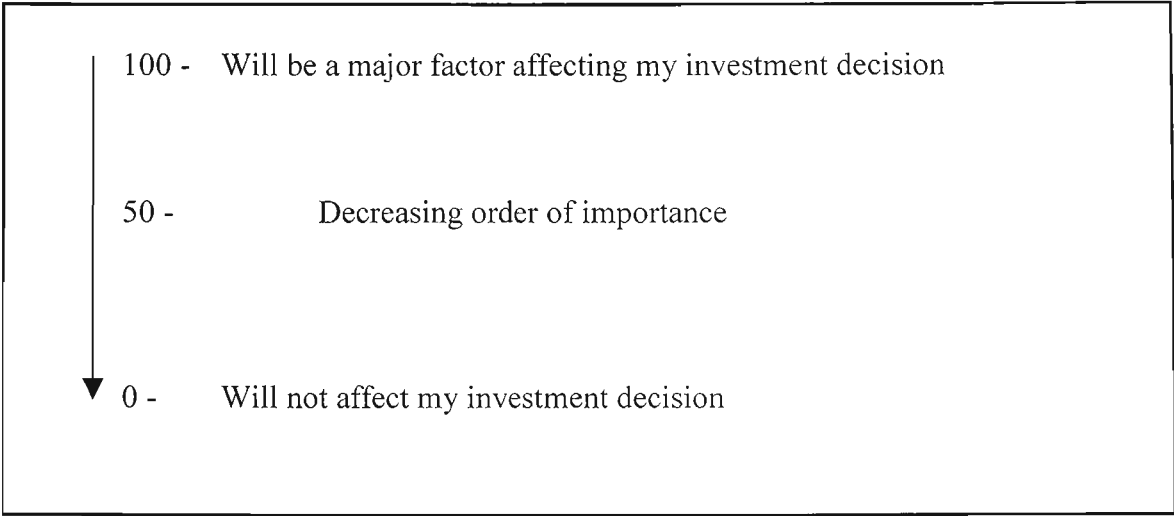 100 - Will be a major factor affecting my investment decision
50 - Decreasing order of importance
0 - Will not affect my investment decision